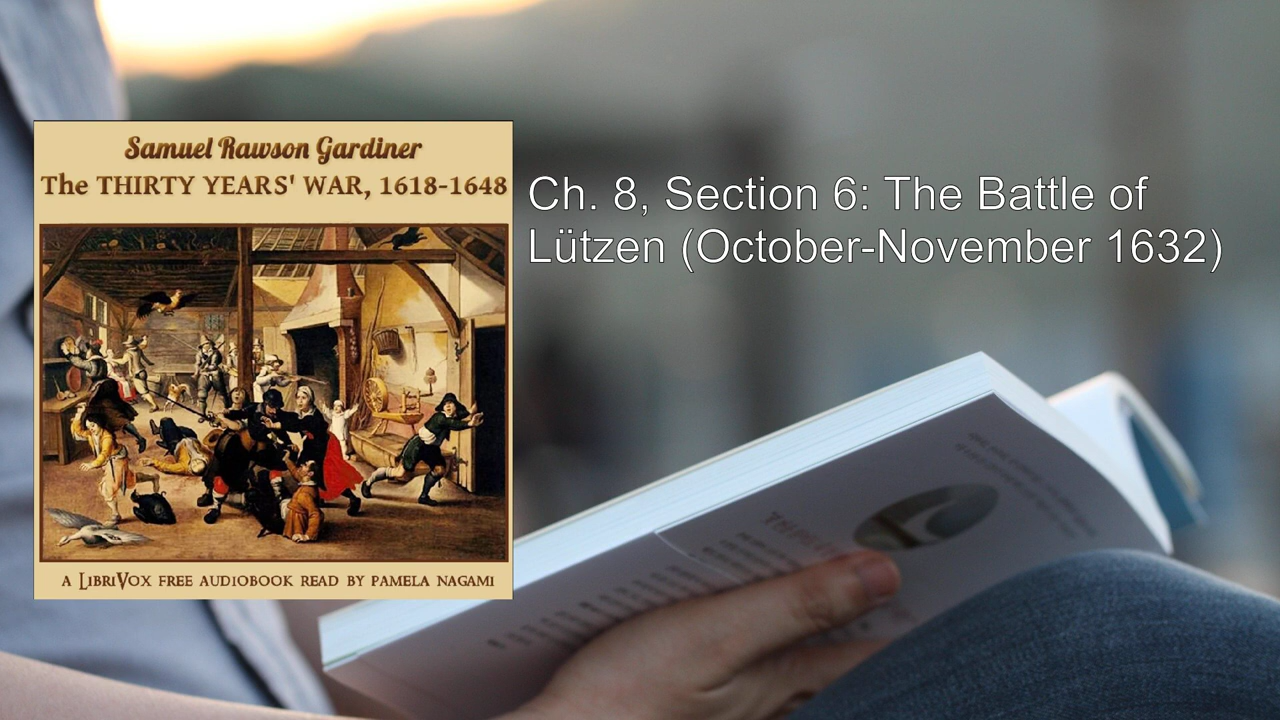 Samuel Rawson Gardiner
The THIRTY YEARS' WAR, 1618-1648
A LIBRIVOX FREE AUDIOBOOK READ BY PAMELA NAGAMI
Ch. 8, Section 6: The Battle of
Lützen (October-November 1632)